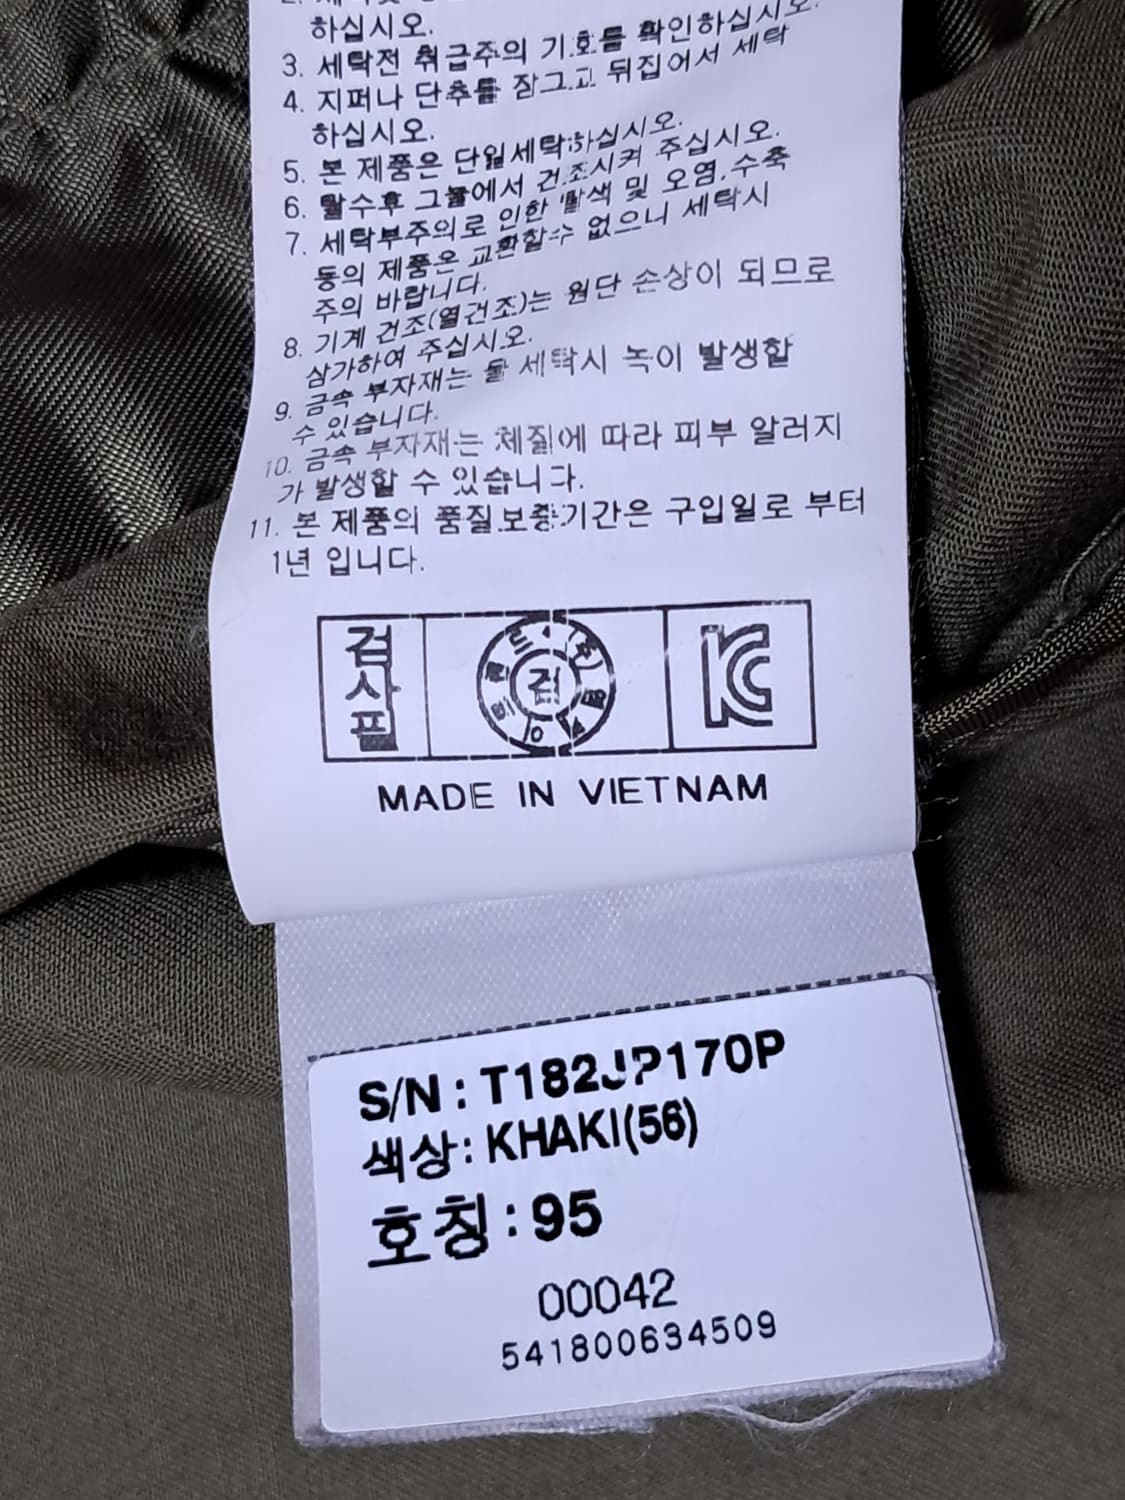 하십시오.
3. 세탁전 취급주의 기호를 확인하십시오.
4. 지퍼나 단추를 잠그고 뒤집어서 세탁
하십시오.
5. 본 제품은 단일세탁하십시오.
6. 탈수후 그늘에서 건조시켜 주십시오.
7. 세탁부주의로 인한 탈색 및 오염,수축
등의 제품은 교환할수 없으니 세탁시
주의 바랍니다.
8. 기계 건조(열건조)는 원단 손상이 되므로
삼가하여 주십시오.
9. 금속 부자재는 물 세탁시 녹이 발생할
수 있습니다.
10. 금속 부자재는 체질에 따라 피부 알러지
가 발생할 수 있습니다.
11. 본 제품의 품질보증기간은 구입일로 부터
1년 입니다.
검사필
검
KC
MADE IN VIETNAM
S/N : T182JP170P
색상: KHAKI(56)
호칭 : 95
00042
541800634509